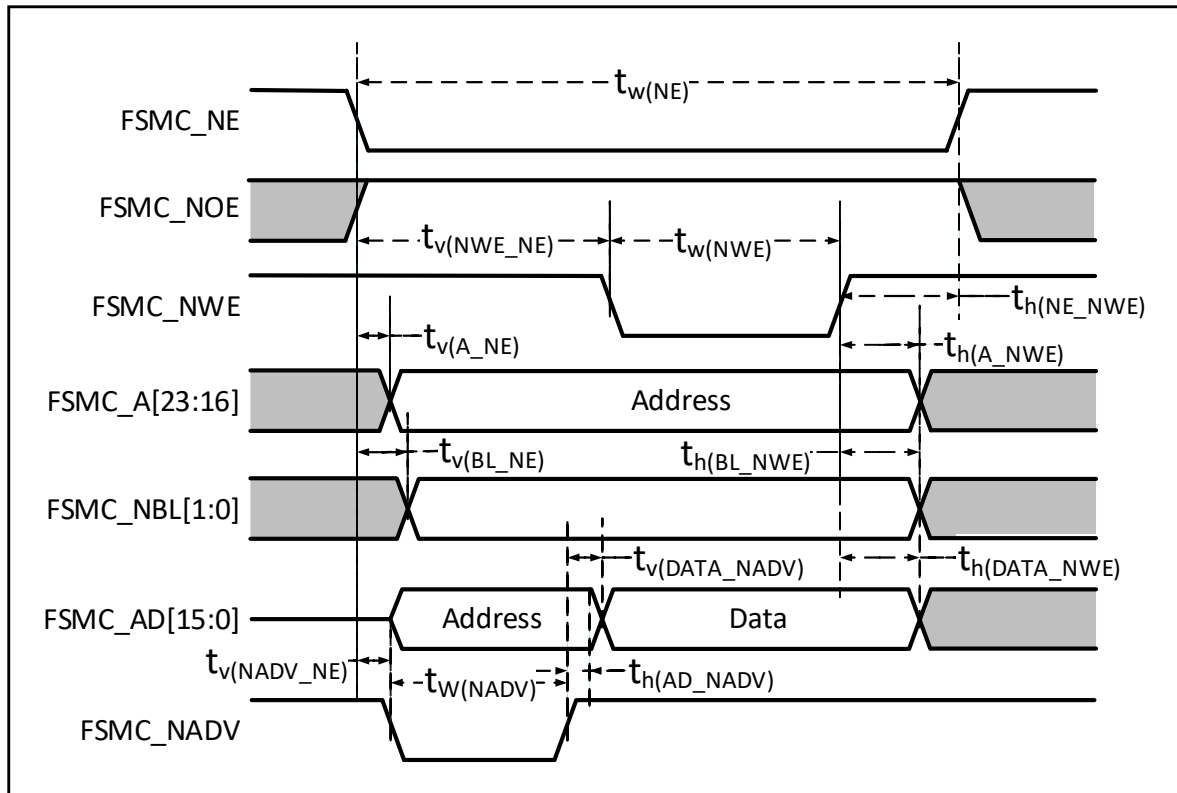 t_w(NE)
FSMC_NE
FSMC_NOE
t_v(NWE_NE) t_w(NWE)
FSMC_NWE t_h(NE_NWE)
t_v(A_NE) t_h(A_NWE)
FSMC_A[23:16] Address
t_v(BL_NE) t_h(BL_NWE)
FSMC_NBL[1:0]
t_v(DATA_NADV) t_h(DATA_NWE)
FSMC_AD[15:0] Address Data
t_v(NADV_NE) t_W(NADV) t_h(AD_NADV)
FSMC_NADV